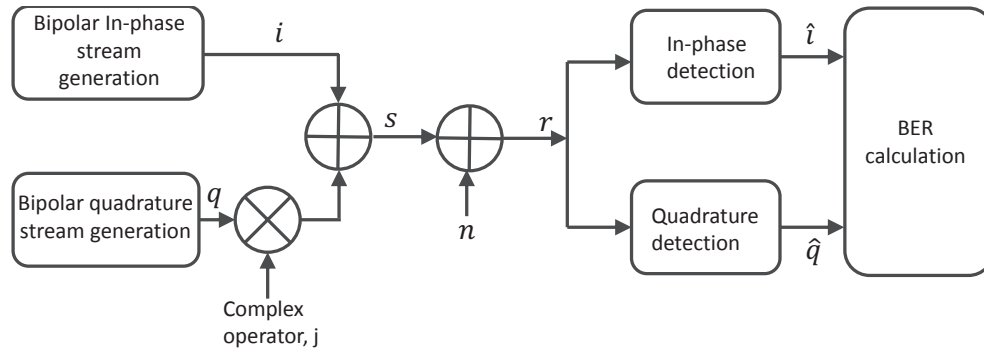 Bipolar In-phase
stream
generation
i
Bipolar quadrature
stream generation
q
Complex
operator, j
s
n
r
In-phase
detection
î
Quadrature
detection
q̂
BER
calculation